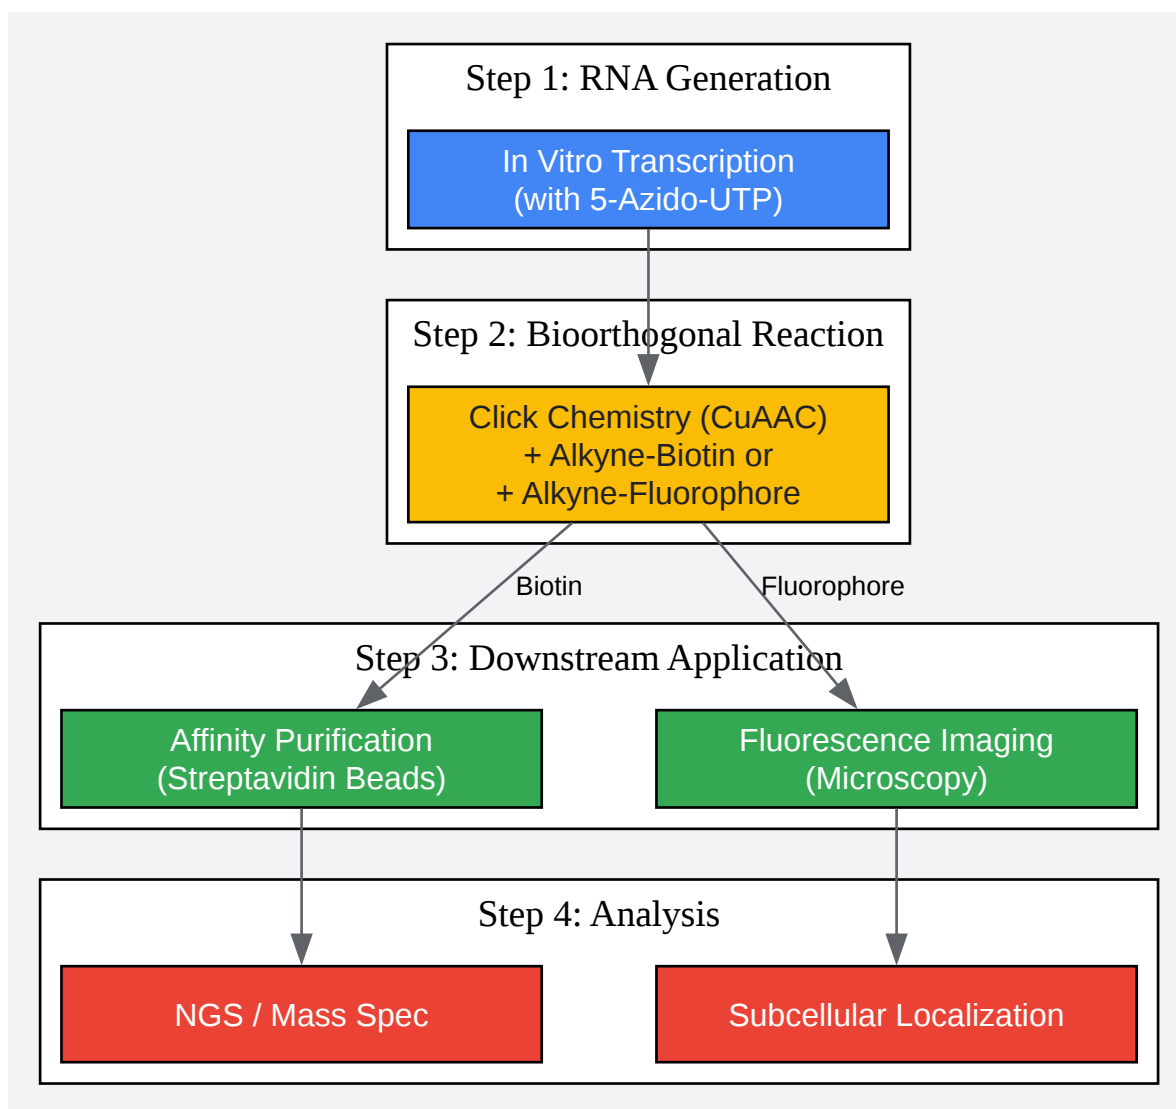 Step 1: RNA Generation
In Vitro Transcription
(with 5-Azido-UTP)
Step 2: Bioorthogonal Reaction
Click Chemistry (CuAAC)
+ Alkyne-Biotin or
+ Alkyne-Fluorophore
Biotin
Fluorophore
Step 3: Downstream Application
Affinity Purification
(Streptavidin Beads)
Fluorescence Imaging
(Microscopy)
Step 4: Analysis
NGS / Mass Spec
Subcellular Localization